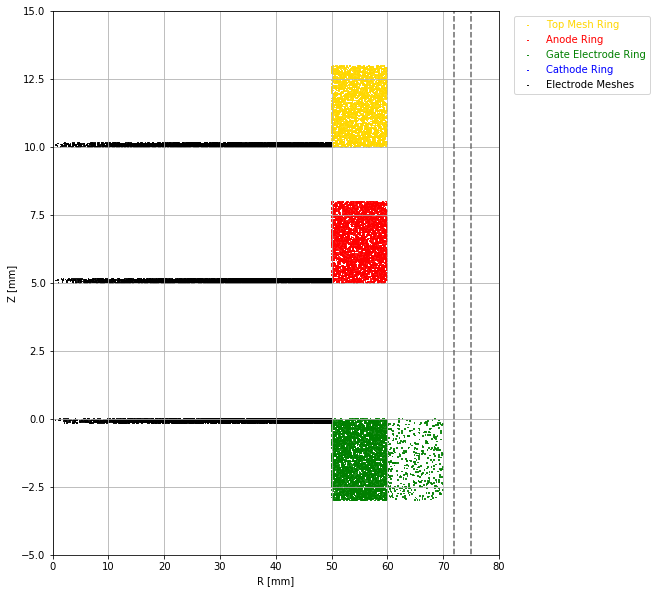 15.0
12.5
10.0
7.5
5.0
2.5
0.0
−2.5
−5.0
Z [mm]
0 10 20 30 40 50 60 70 80
R [mm]
Top Mesh Ring
Anode Ring
Gate Electrode Ring
Cathode Ring
Electrode Meshes